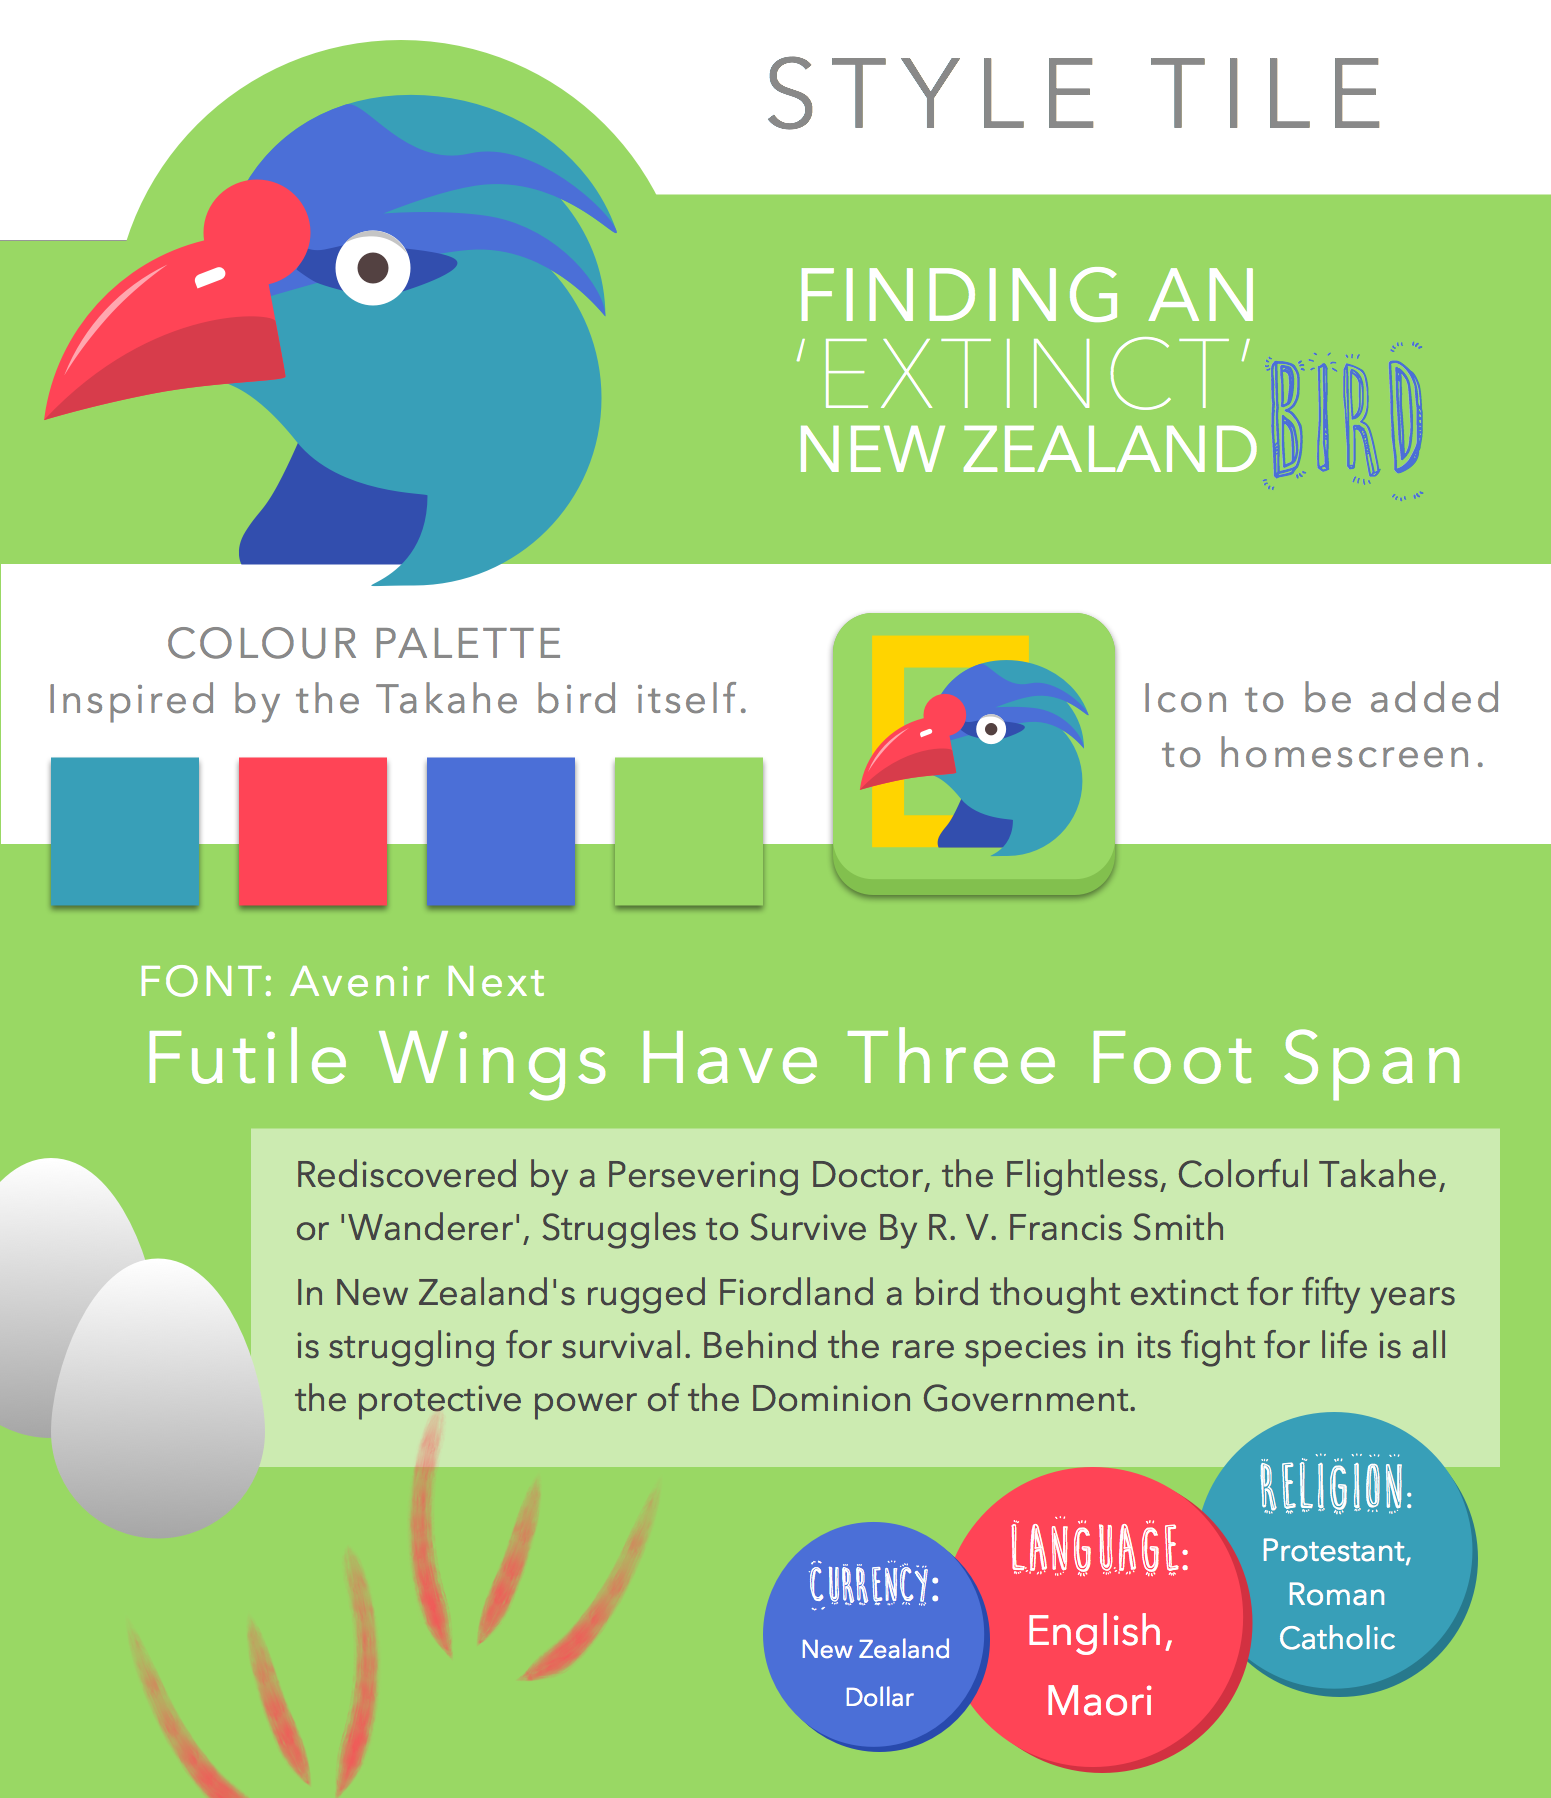 STYLE TILE
FINDING AN
'EXTINCT'
NEW ZEALAND BIRD
COLOUR PALETTE
Inspired by the Takahe bird itself.
Icon to be added
to homescreen.
FONT: Avenir Next
Futile Wings Have Three Foot Span
Rediscovered by a Persevering Doctor, the Flightless, Colorful Takahe,
or 'Wanderer', Struggles to Survive By R. V. Francis Smith
In New Zealand's rugged Fiordland a bird thought extinct for fifty years
is struggling for survival. Behind the rare species in its fight for life is all
the protective power of the Dominion Government.
CURRENCY:
New Zealand
Dollar
LANGUAGE:
English,
Maori
RELIGION:
Protestant,
Roman
Catholic